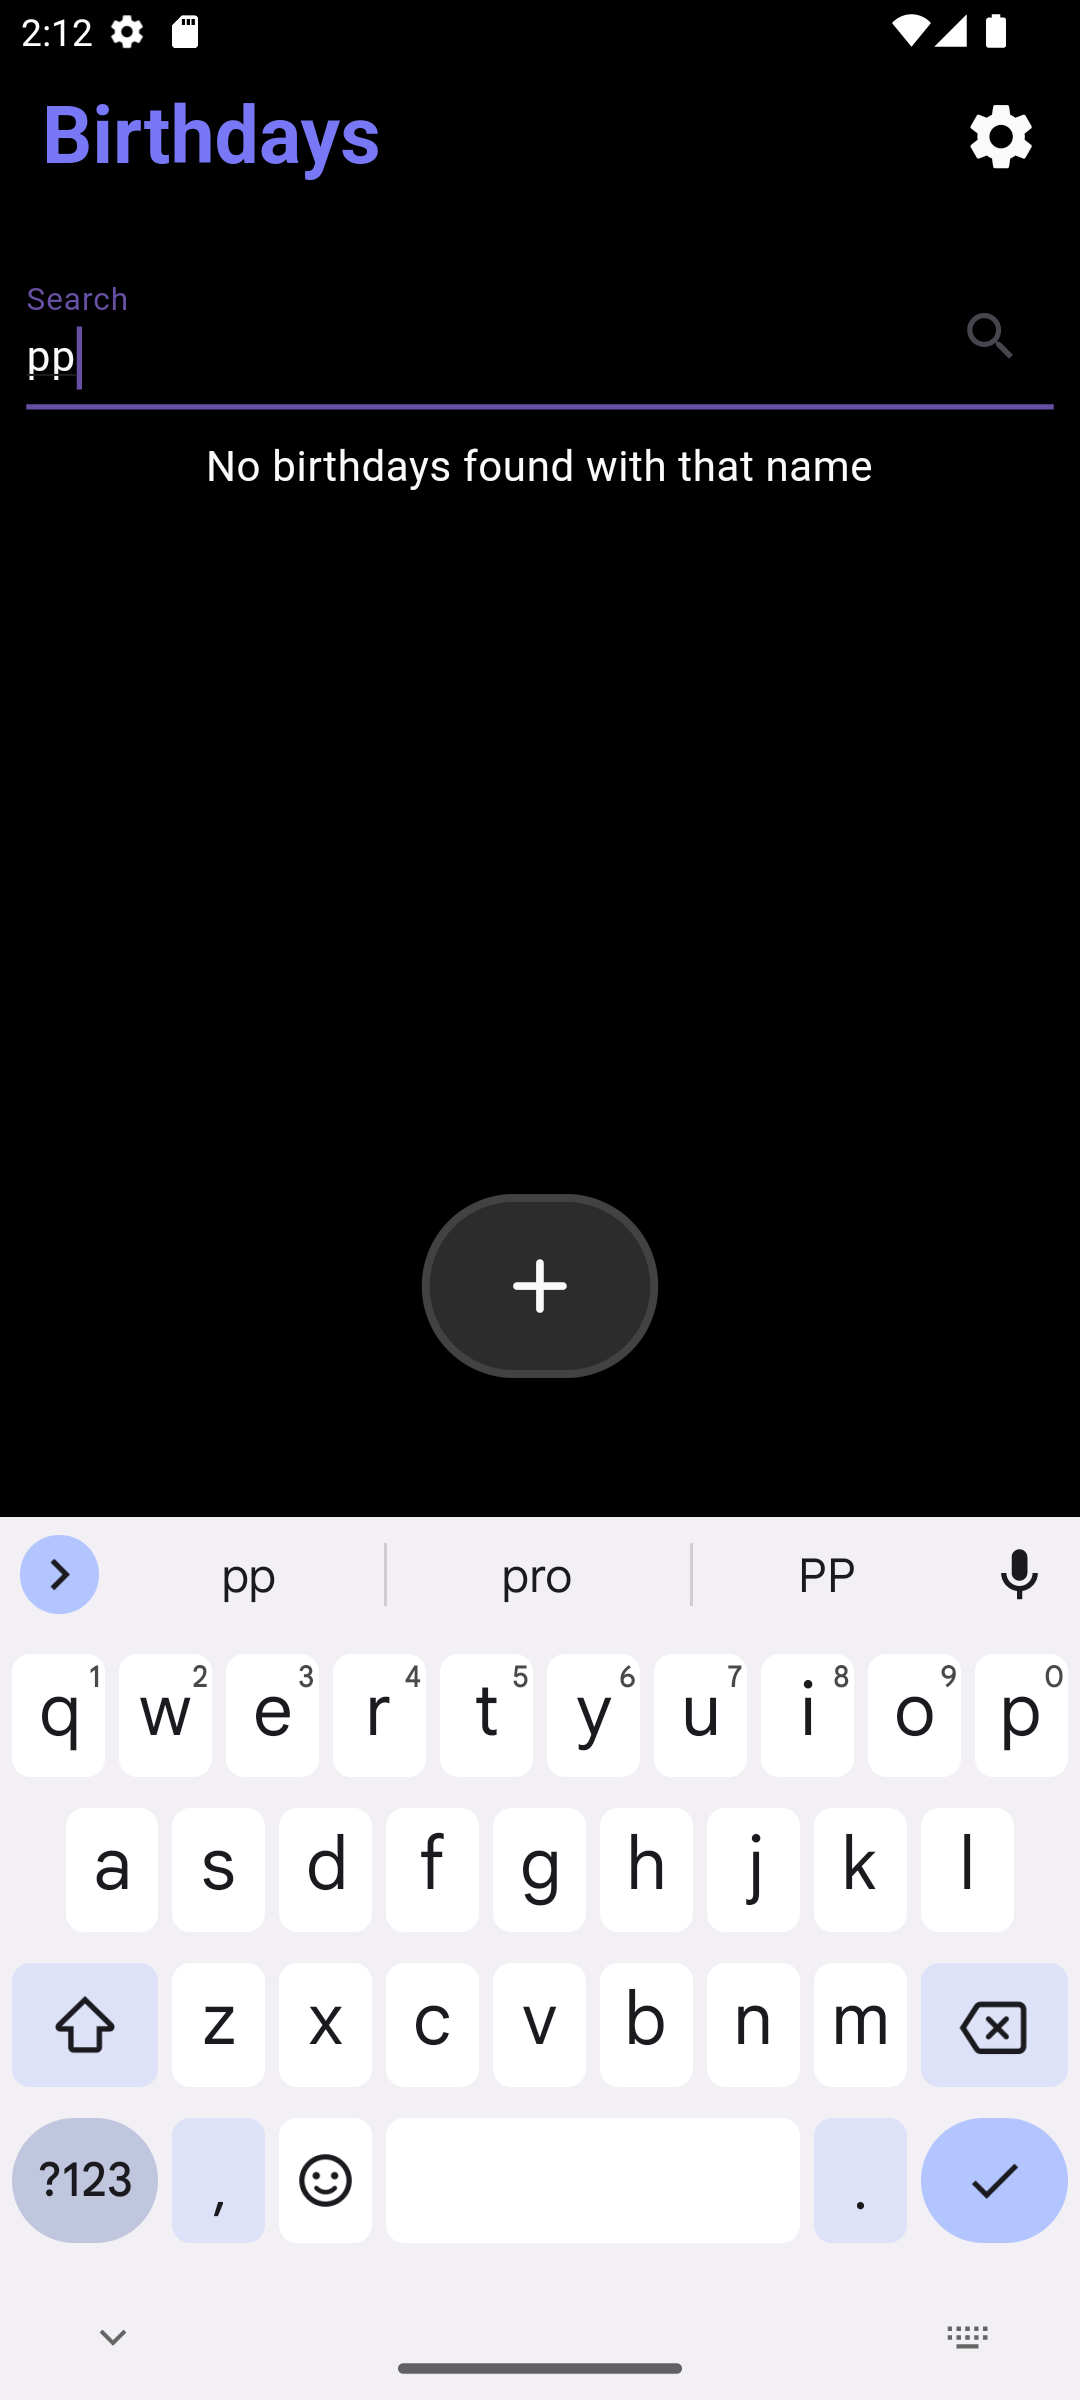 2:12
Birthdays
Search
pp
No birthdays found with that name
pp pro PP
q1 w2 e3 r4 t5 y6 u7 i8 o9 p0
a s d f g h j k l
z x c v b n m
?123 , .